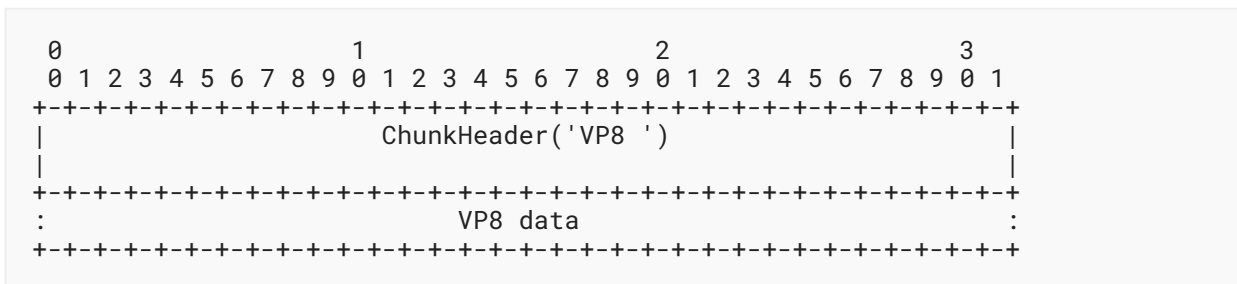 0                   1                   2                   3
 0 1 2 3 4 5 6 7 8 9 0 1 2 3 4 5 6 7 8 9 0 1 2 3 4 5 6 7 8 9 0 1
+-+-+-+-+-+-+-+-+-+-+-+-+-+-+-+-+-+-+-+-+-+-+-+-+-+-+-+-+-+-+-+-+
|                      ChunkHeader('VP8 ')                      |
|                                                               |
+-+-+-+-+-+-+-+-+-+-+-+-+-+-+-+-+-+-+-+-+-+-+-+-+-+-+-+-+-+-+-+-+
:                           VP8 data                            :
+-+-+-+-+-+-+-+-+-+-+-+-+-+-+-+-+-+-+-+-+-+-+-+-+-+-+-+-+-+-+-+-+